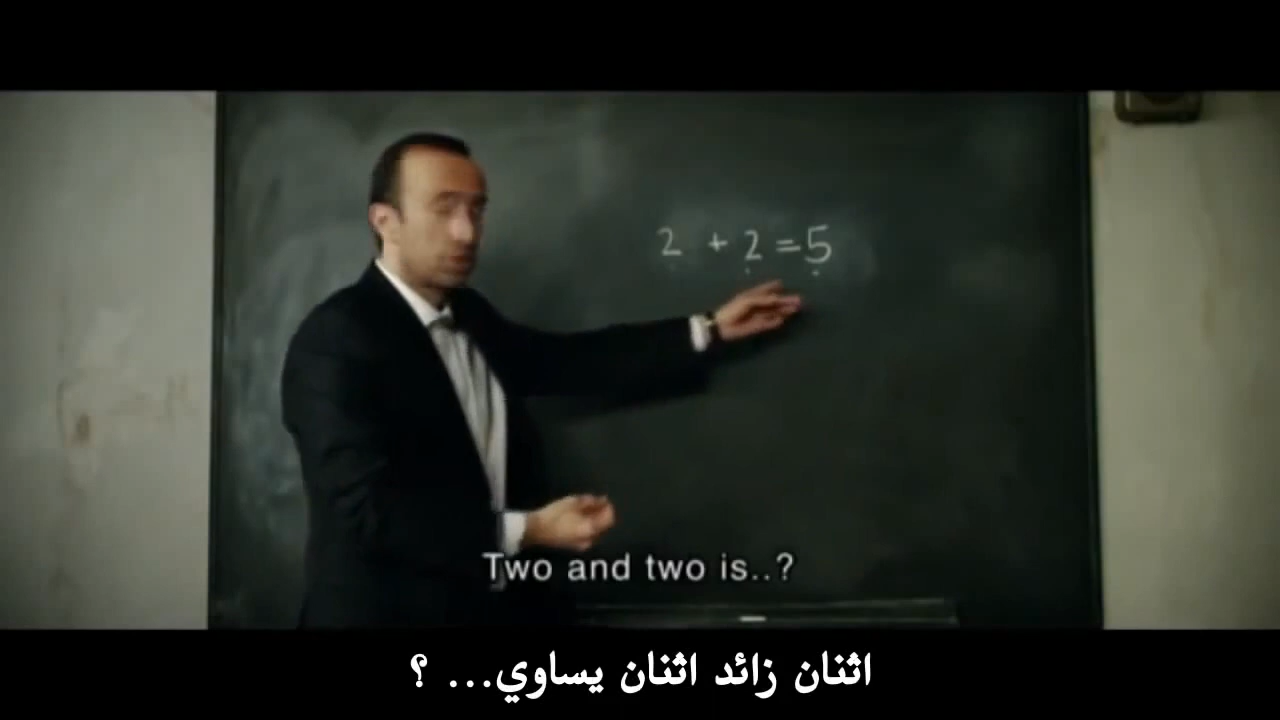 2 + 2 = 5
Two and two is..?
اثنان زائد اثنان يساوي... ؟